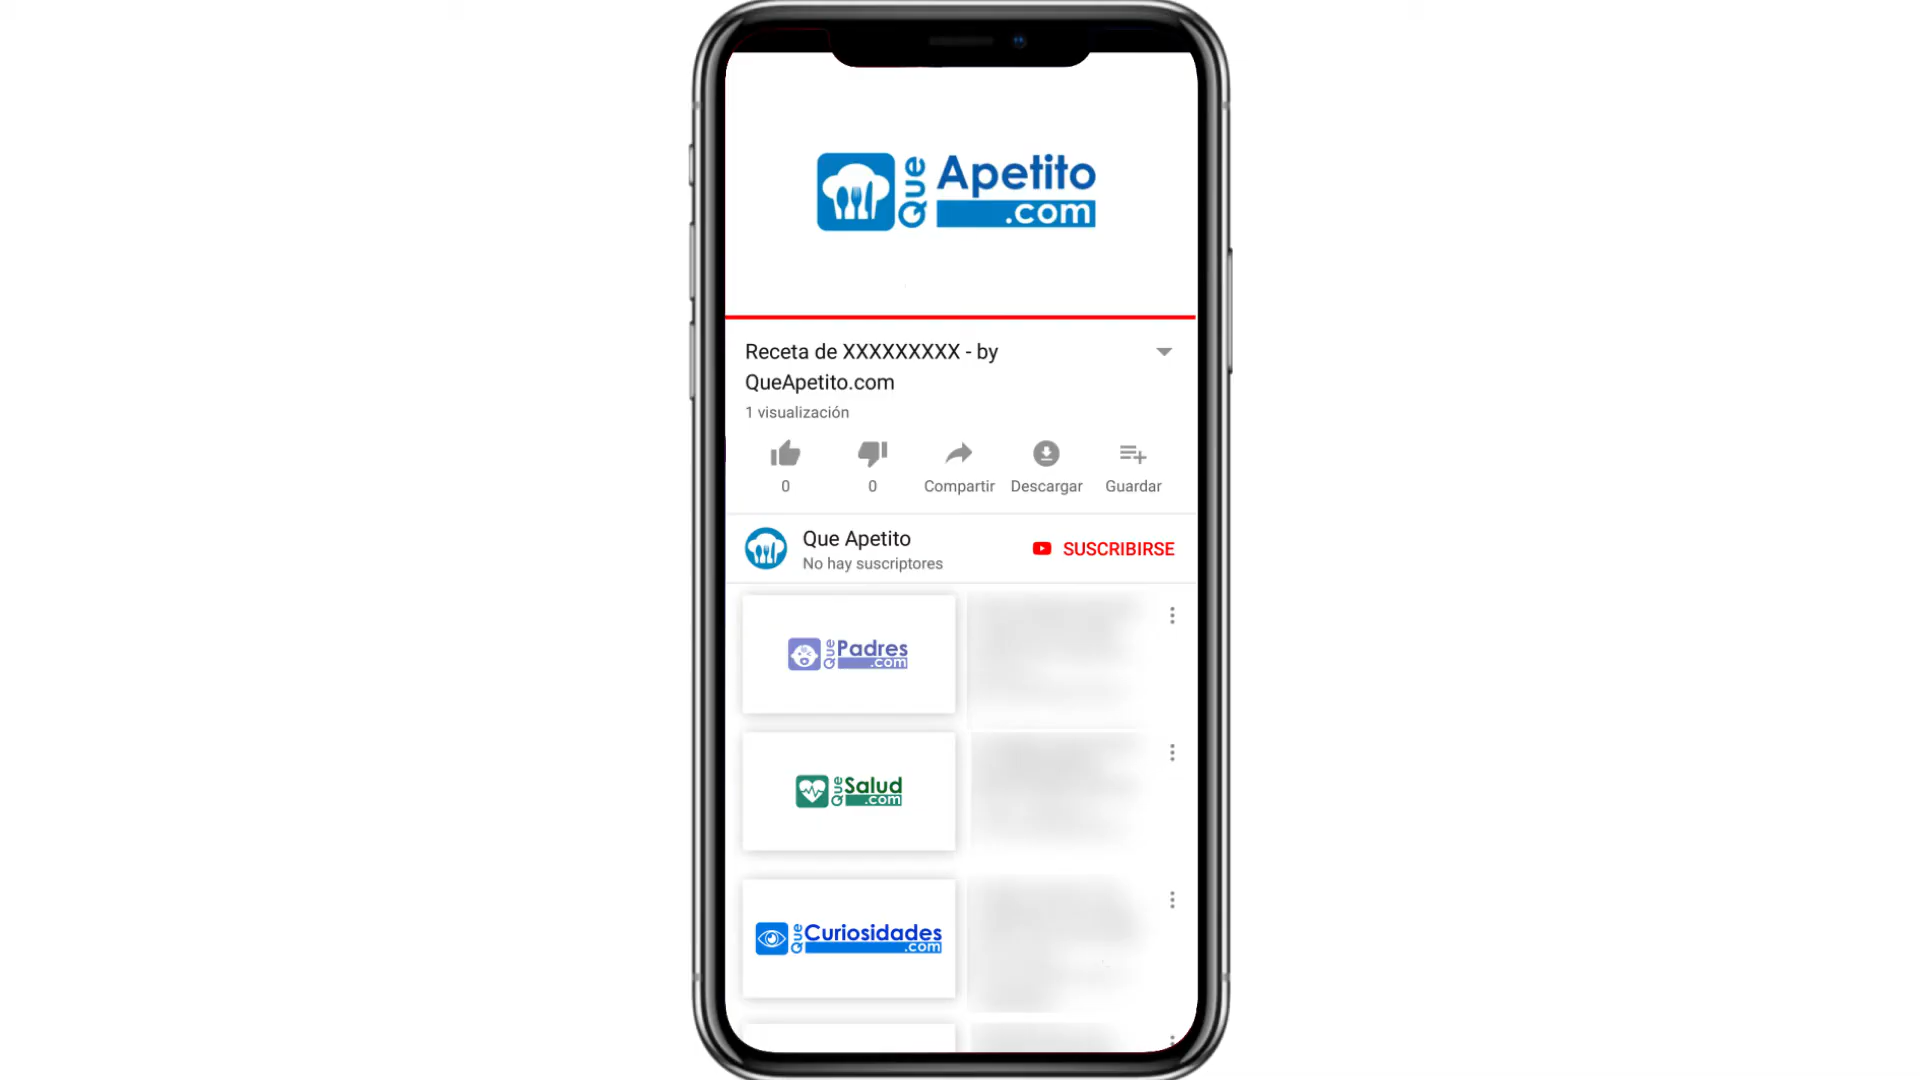 Que Apetito
.com
Receta de XXXXXXXXX - by
QueApetito.com
1 visualización
0 0 Compartir Descargar Guardar
Que Apetito
No hay suscriptores
SUSCRIBIRSE
Que Padres
.com
Que Salud
.com
Que Curiosidades
.com